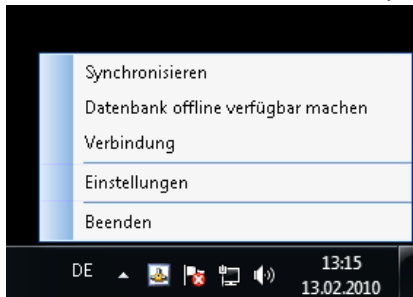 Synchronisieren
Datenbank offline verfügbar machen
Verbindung
Einstellungen
Beenden
DE
13:15
13.02.2010